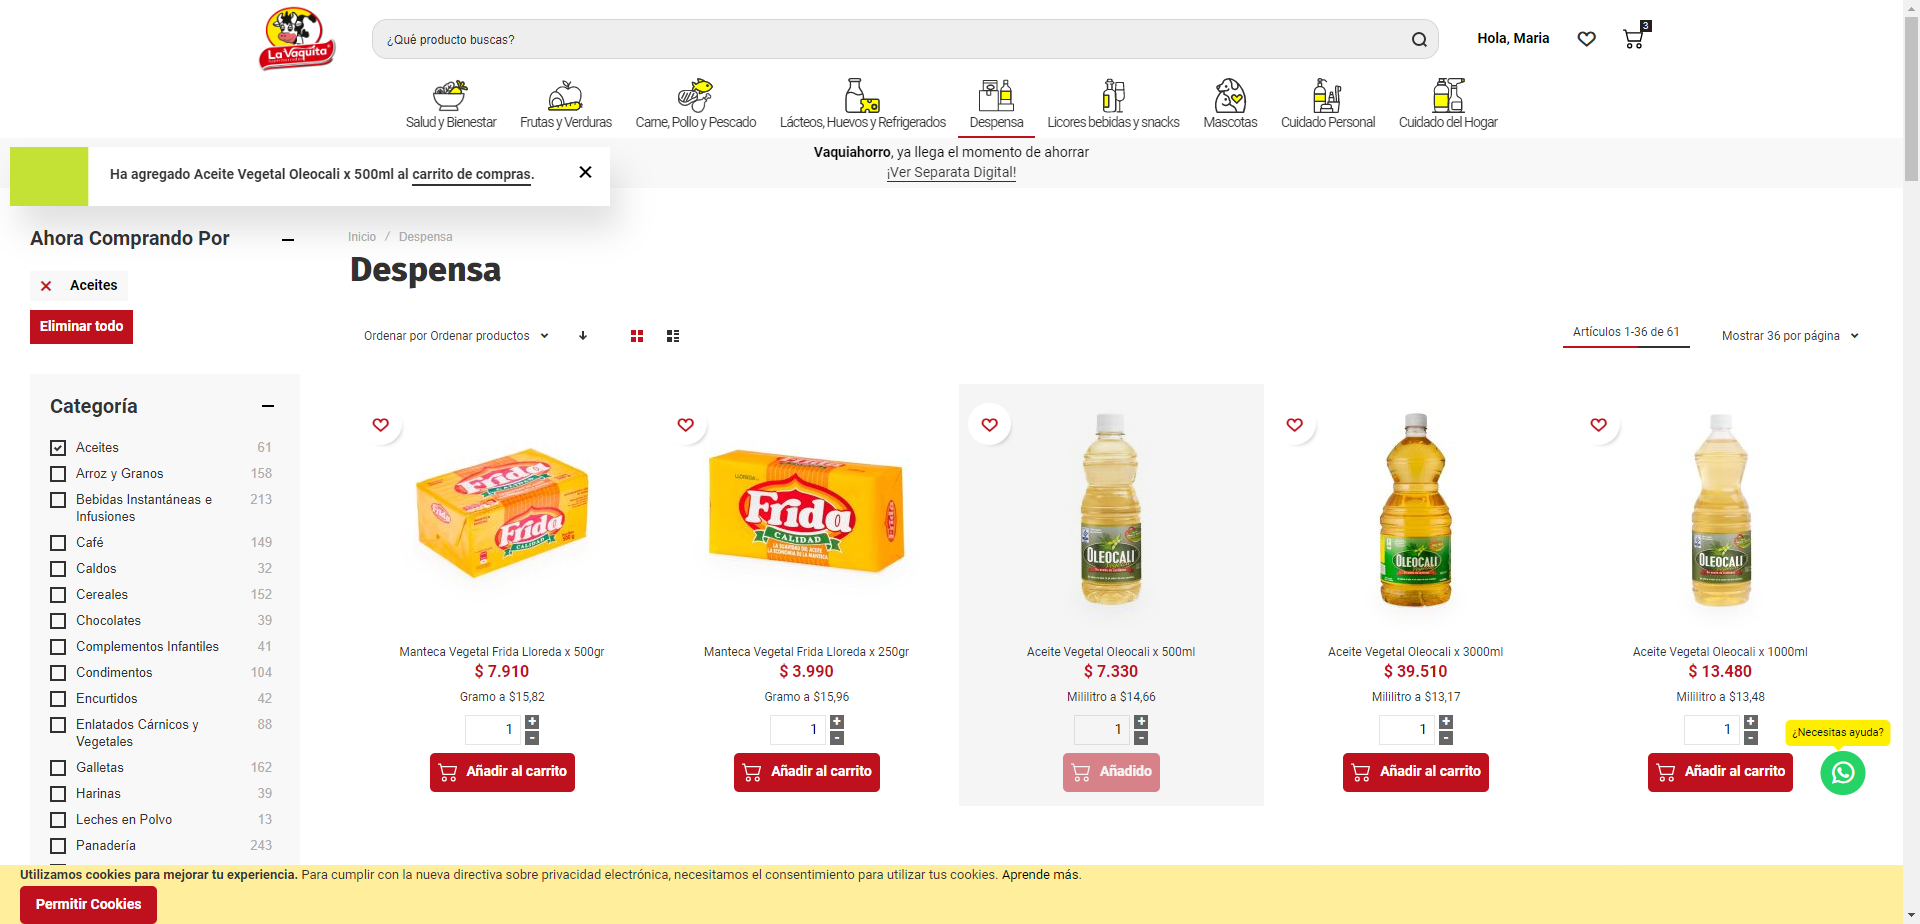 La Vaquita
¿Qué producto buscas?
Hola, Maria
3
Salud y Bienestar
Frutas y Verduras
Carne, Pollo y Pescado
Lácteos, Huevos y Refrigerados
Despensa
Licores bebidas y snacks
Mascotas
Cuidado Personal
Cuidado del Hogar
Vaquiahorro, ya llega el momento de ahorrar
¡Ver Separata Digital!
Ha agregado Aceite Vegetal Oleocali x 500ml al carrito de compras.
Ahora Comprando Por
Aceites
Eliminar todo
Inicio / Despensa
Despensa
Ordenar por Ordenar productos
Artículos 1-36 de 61
Mostrar 36 por página
Categoría
Aceites 61
Arroz y Granos 158
Bebidas Instantáneas e 213
Infusiones
Café 149
Caldos 32
Cereales 152
Chocolates 39
Complementos Infantiles 41
Condimentos 104
Encurtidos 42
Enlatados Cárnicos y 88
Vegetales
Galletas 162
Harinas 39
Leches en Polvo 13
Panadería 243
Frida
Frida
Manteca Vegetal Frida Lloreda x 500gr
$ 7.910
Gramo a $15,82
1
+
-
Añadir al carrito
Frida
CALIDAD
Manteca Vegetal Frida Lloreda x 250gr
$ 3.990
Gramo a $15,96
1
+
-
Añadir al carrito
OLEOCALI
Aceite Vegetal Oleocali x 500ml
$ 7.330
Mililitro a $14,66
1
+
-
Añadido
OLEOCALI
Aceite Vegetal Oleocali x 3000ml
$ 39.510
Mililitro a $13,17
1
+
-
Añadir al carrito
OLEOCALI
Aceite Vegetal Oleocali x 1000ml
$ 13.480
Mililitro a $13,48
1
+
-
Añadir al carrito
¿Necesitas ayuda?
Utilizamos cookies para mejorar tu experiencia. Para cumplir con la nueva directiva sobre privacidad electrónica, necesitamos el consentimiento para utilizar tus cookies. Aprende más.
Permitir Cookies